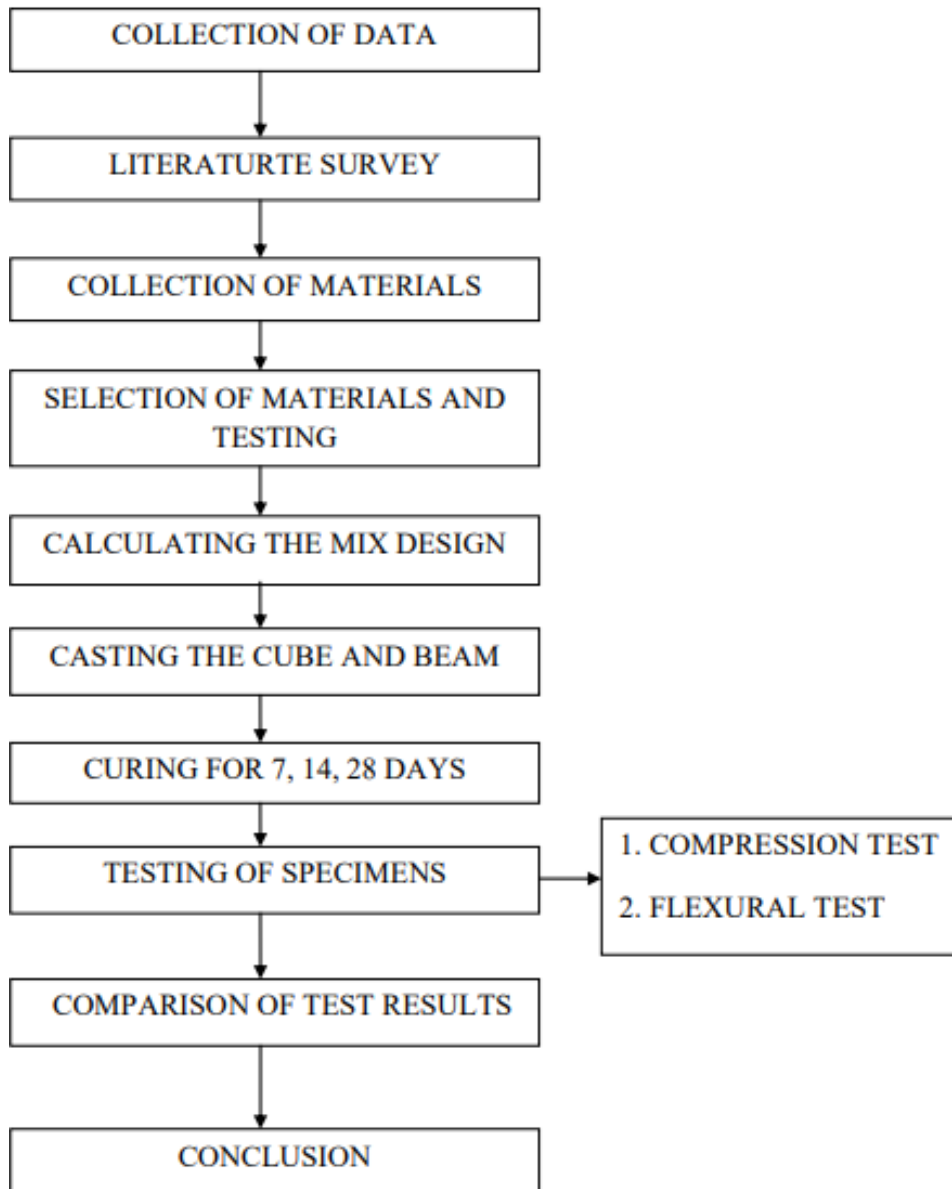 COLLECTION OF DATA
LITERATURTE SURVEY
COLLECTION OF MATERIALS
SELECTION OF MATERIALS AND
TESTING
CALCULATING THE MIX DESIGN
CASTING THE CUBE AND BEAM
CURING FOR 7, 14, 28 DAYS
TESTING OF SPECIMENS
1. COMPRESSION TEST
2. FLEXURAL TEST
COMPARISON OF TEST RESULTS
CONCLUSION